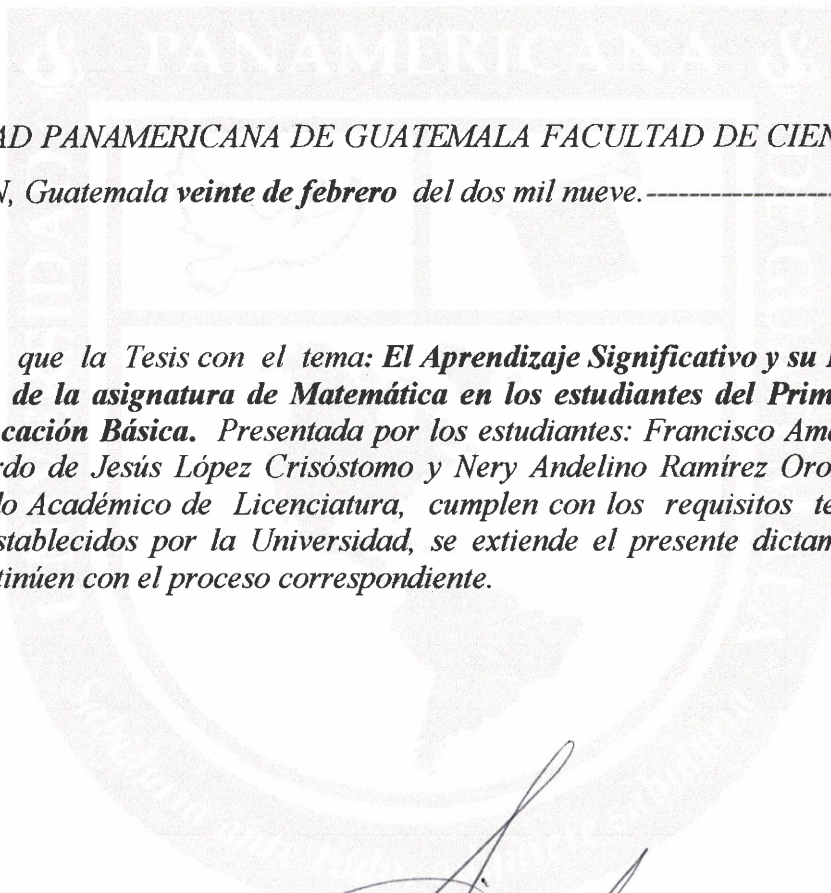 PANAMERICANA
AD PANAMERICANA DE GUATEMALA FACULTAD DE CIEN
N, Guatemala veinte de febrero del dos mil nueve.--------------------
que la Tesis con el tema: El Aprendizaje Significativo y su
de la asignatura de Matemática en los estudiantes del Prim
cación Básica. Presentada por los estudiantes: Francisco Am
rdo de Jesús López Crisóstomo y Nery Andelino Ramírez Oro
lo Académico de Licenciatura, cumplen con los requisitos te
stablecidos por la Universidad, se extiende el presente dictam
tinúen con el proceso correspondiente.